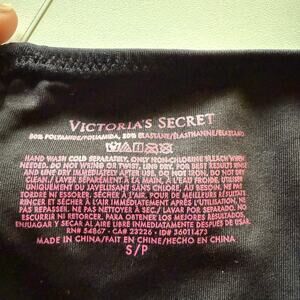 VICTORIA'S SECRET
80% POLYAMIDE/POLIAMIDA, 20% ELASTANE/ÉLASTHANNE/ELASTANO
HAND WASH COLD SEPARATELY, ONLY NON-CHLORINE BLEACH WHEN
NEEDED. DO NOT WRING OR TWIST, LINE DRY. FOR BEST RESULTS RINSE
AND LINE DRY IMMEDIATELY AFTER USE. DO NOT IRON. DO NOT DRY
CLEAN./ LAVER SÉPARÉMENT À LA MAIN, À L'EAU FROIDE. UTILISER
UNIQUEMENT UN JAVELLISANT SANS CHLORE, AU BESOIN. NE PAS
TORDRE NI ESSORER. SÉCHER À L'AIR. POUR DE MEILLEURS RÉSULTATS
RINCER ET SÉCHER À L'AIR IMMÉDIATEMENT APRÈS L'UTILISATION. NE
PAS REPASSER. NE PAS NETTOYER À SEC./ LAVAR POR SEPARADO A
ESCURRIR NI RETORCER. PARA OBTENER LOS MEJORES RESULTADOS,
ENJUAGAR Y SECAR AL AIRE LIBRE INMEDIATAMENTE DESPUÉS DE USAR.
RN# 54867 • CA# 23226 • ID# 36011473
MADE IN CHINA/FAIT EN CHINE/HECHO EN CHINA
S/P